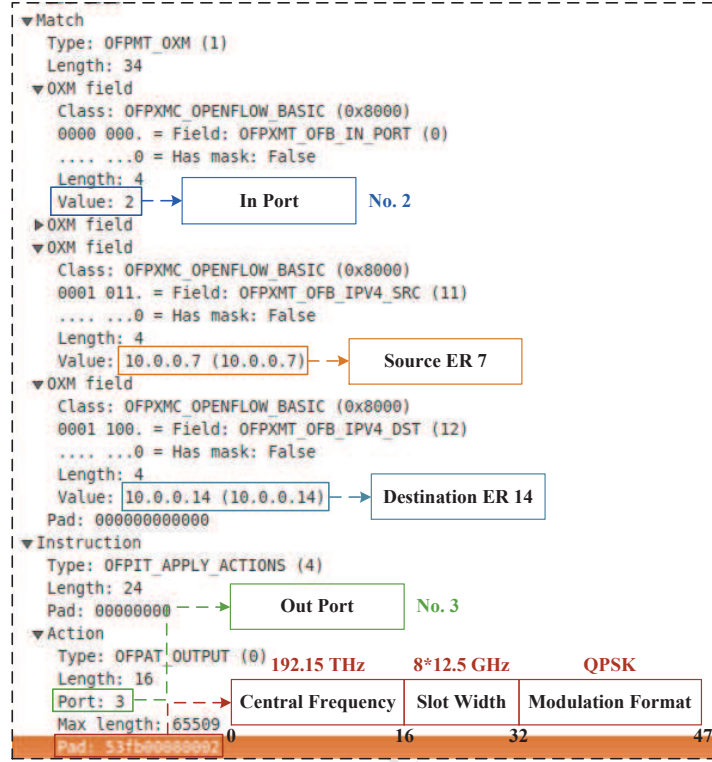 ▼Match
Type: OFPMT_OXM (1)
Length: 34
▼OXM field
Class: OFPXMC_OPENFLOW_BASIC (0x8000)
0000 000. = Field: OFPXMT_OFB_IN_PORT (0)
.... ...0 = Has mask: False
Length: 4
Value: 2 In Port No. 2
▶OXM field
▼OXM field
Class: OFPXMC_OPENFLOW_BASIC (0x8000)
0001 011. = Field: OFPXMT_OFB_IPV4_SRC (11)
.... ...0 = Has mask: False
Length: 4
Value: 10.0.0.7 (10.0.0.7) Source ER 7
▼OXM field
Class: OFPXMC_OPENFLOW_BASIC (0x8000)
0001 100. = Field: OFPXMT_OFB_IPV4_DST (12)
.... ...0 = Has mask: False
Length: 4
Value: 10.0.0.14 (10.0.0.14) Destination ER 14
Pad: 000000000000
▼Instruction
Type: OFPIT_APPLY_ACTIONS (4)
Length: 24
Pad: 00000000 Out Port No. 3
▼Action
Type: OFPAT_OUTPUT (0)
192.15 THz 8*12.5 GHz QPSK
Length: 16
Port: 3 Central Frequency Slot Width Modulation Format
Max length: 65509
0 16 32 47
Pad: 53fb00080002